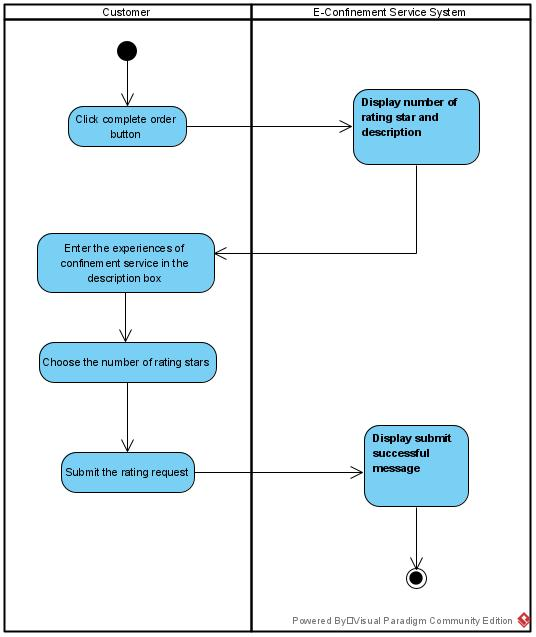 Customer
E-Confinement Service System
Click complete order
button
Display number of
rating star and
description
Enter the experiences of
confinement service in the
description box
Choose the number of rating stars
Submit the rating request
Display submit
successful
message
Powered By□Visual Paradigm Community Edition